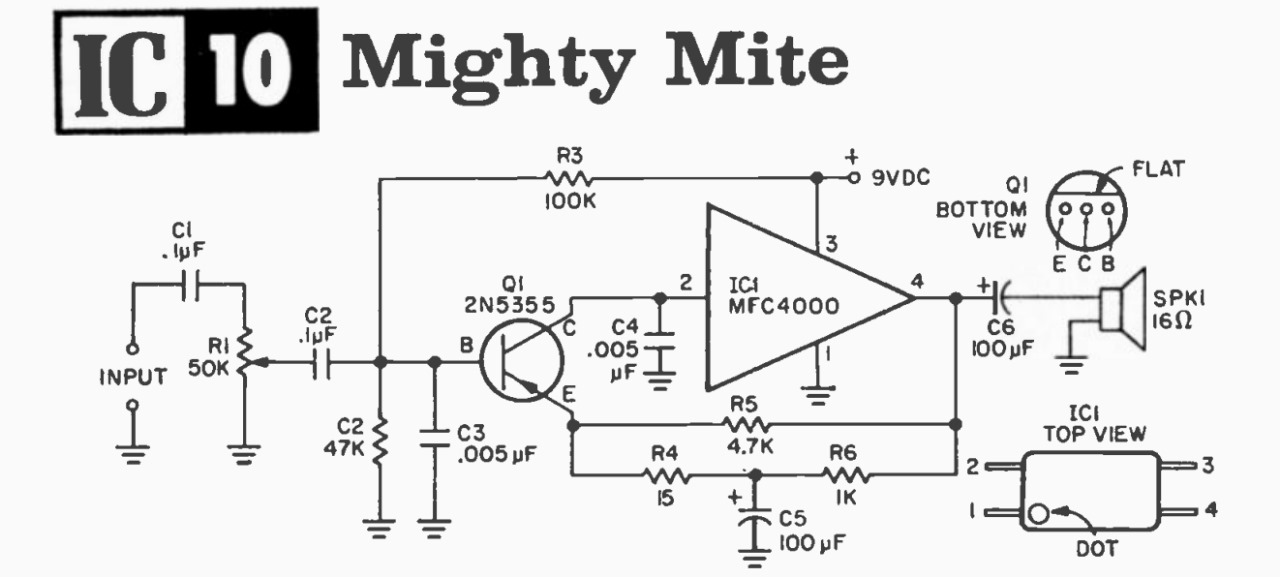 IC 10 Mighty Mite
R3
100K
+
9VDC
Q1
BOTTOM
VIEW
FLAT
E C B
C1
.1µF
R1
50K
INPUT
C2
.1µF
Q1
2N5355
B
C
E
C4
.005
µF
2
IC1
MFC4000
3
4
1
+
C6
100µF
SPK1
16Ω
C2
47K
C3
.005µF
R5
4.7K
R4
15
R6
1K
+
C5
100µF
IC1
TOP VIEW
2
3
1
4
DOT